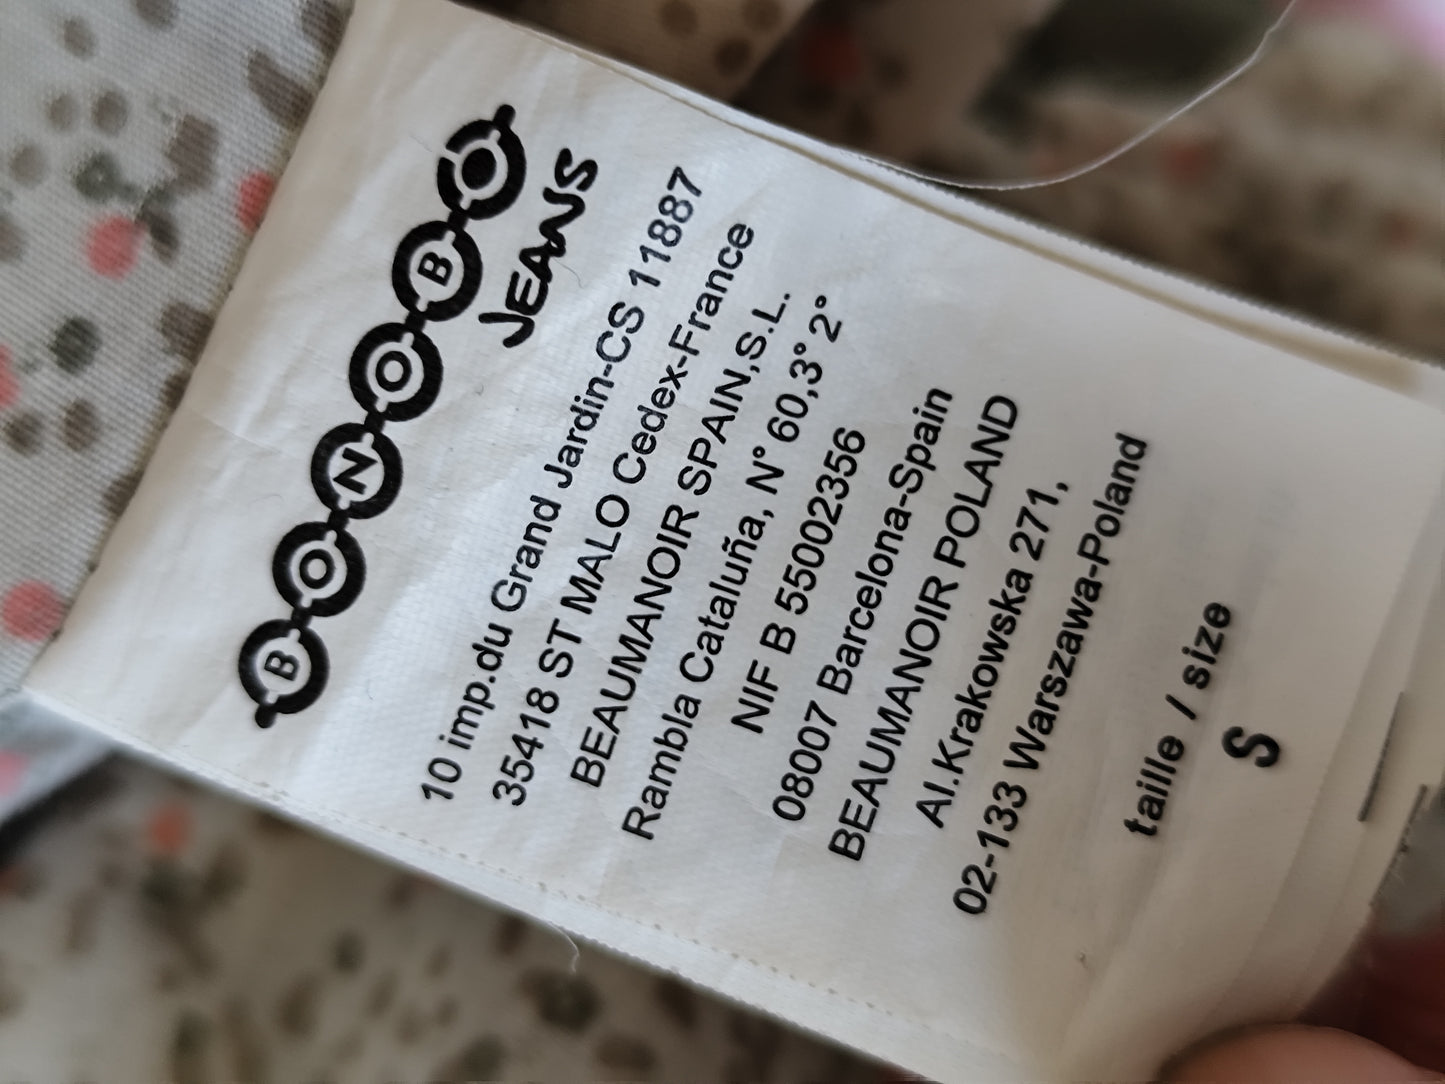 BONOBO
JEANS
10 imp.du Grand Jardin-CS 11887
35418 ST MALO Cedex-France
BEAUMANOIR SPAIN,S.L.
Rambla Cataluña, N° 60,3° 2°
NIF B 55002356
08007 Barcelona-Spain
BEAUMANOIR POLAND
Al.Krakowska 271,
02-133 Warszawa-Poland
taille / size
S